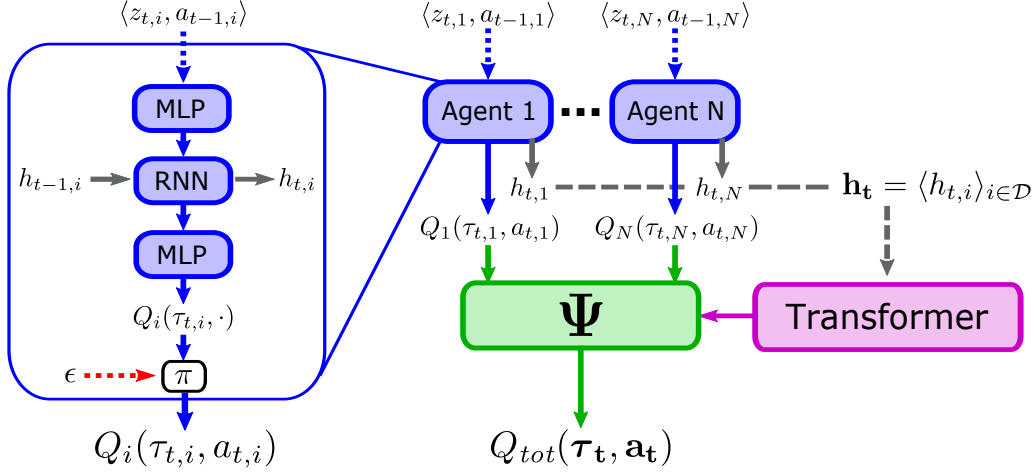 ⟨z_{t,i}, a_{t−1,i}⟩
MLP
h_{t−1,i} RNN h_{t,i}
MLP
Q_i(τ_{t,i}, ·)
ϵ π
Q_i(τ_{t,i}, a_{t,i})
⟨z_{t,1}, a_{t−1,1}⟩ ⟨z_{t,N}, a_{t−1,N}⟩
Agent 1 ... Agent N
h_{t,1} h_{t,N} 𝐡_𝐭 = ⟨h_{t,i}⟩_{i∈𝒟}
Q_1(τ_{t,1}, a_{t,1}) Q_N(τ_{t,N}, a_{t,N})
Ψ Transformer
Q_{tot}(𝛕_𝐭, 𝐚_𝐭)